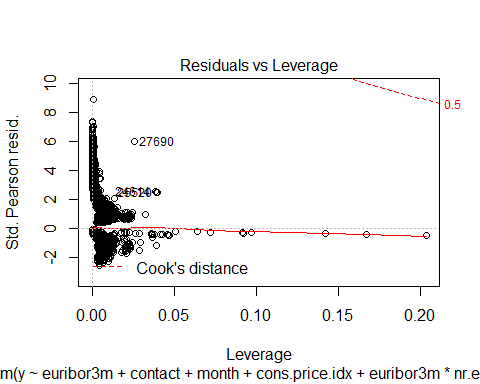 Residuals vs Leverage
Std. Pearson resid.
10
8
6
4
2
0
-2
0.5
27690
Cook's distance
0.00 0.05 0.10 0.15 0.20
Leverage
m(y ~ euribor3m + contact + month + cons.price.idx + euribor3m * nr.e